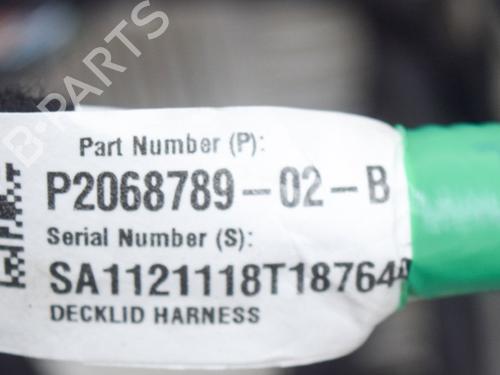 B-PARTS
Part Number (P):
P2068789-02-B
Serial Number (S):
SA1121118T18764
DECKLID HARNESS